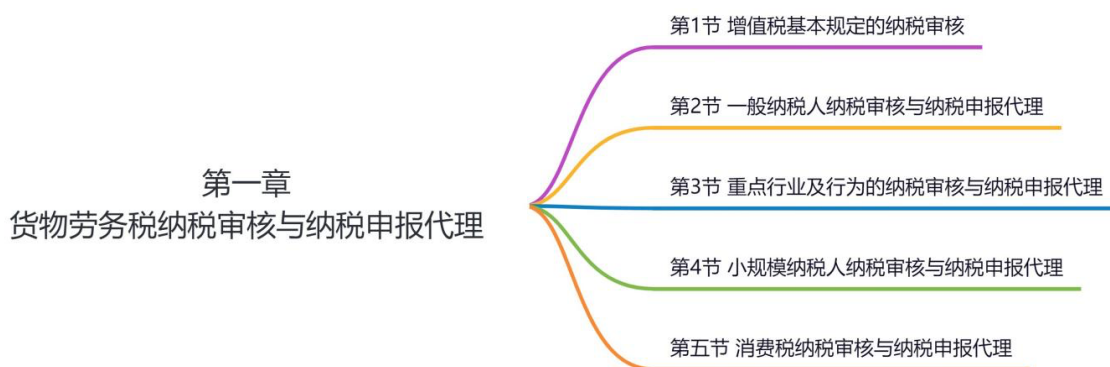 第一章
货物劳务税纳税审核与纳税申报代理
第1节 增值税基本规定的纳税审核
第2节 一般纳税人纳税审核与纳税申报代理
第3节 重点行业及行为的纳税审核与纳税申报代理
第4节 小规模纳税人纳税审核与纳税申报代理
第五节 消费税纳税审核与纳税申报代理